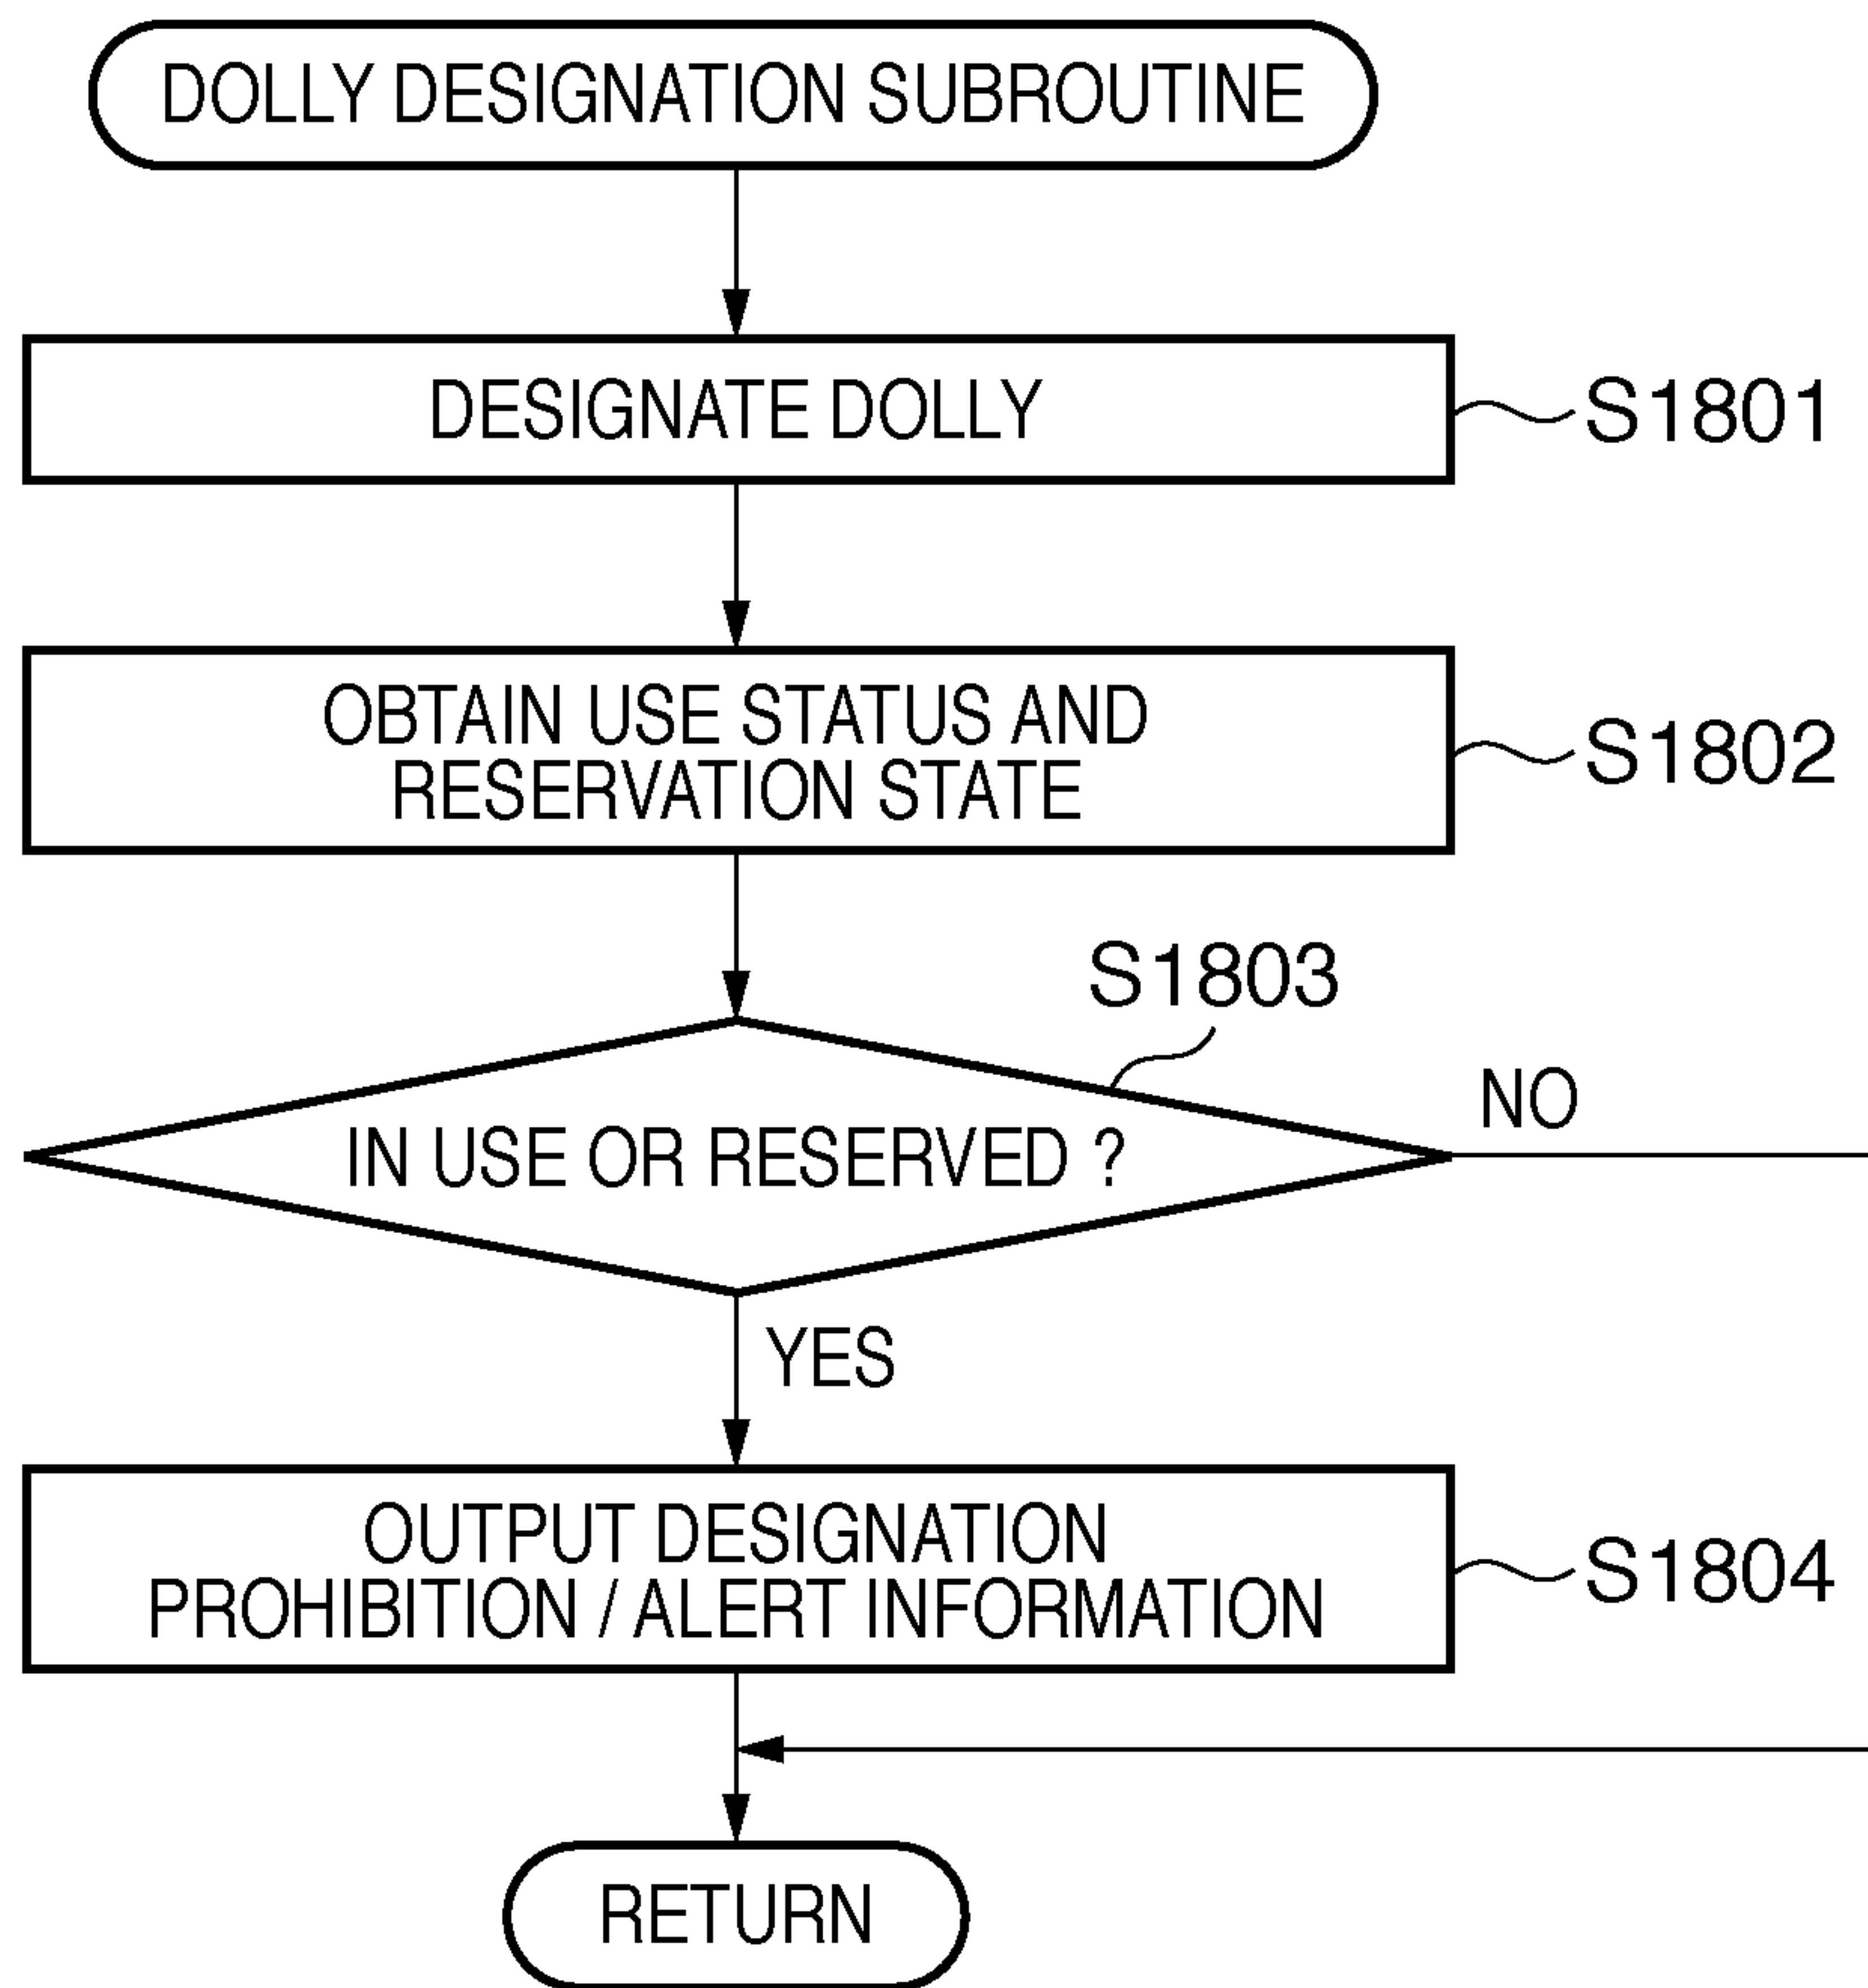 DOLLY DESIGNATION SUBROUTINE
DESIGNATE DOLLY
S1801
OBTAIN USE STATUS AND
RESERVATION STATE
S1802
S1803
IN USE OR RESERVED ?
NO
YES
OUTPUT DESIGNATION
PROHIBITION / ALERT INFORMATION
S1804
RETURN